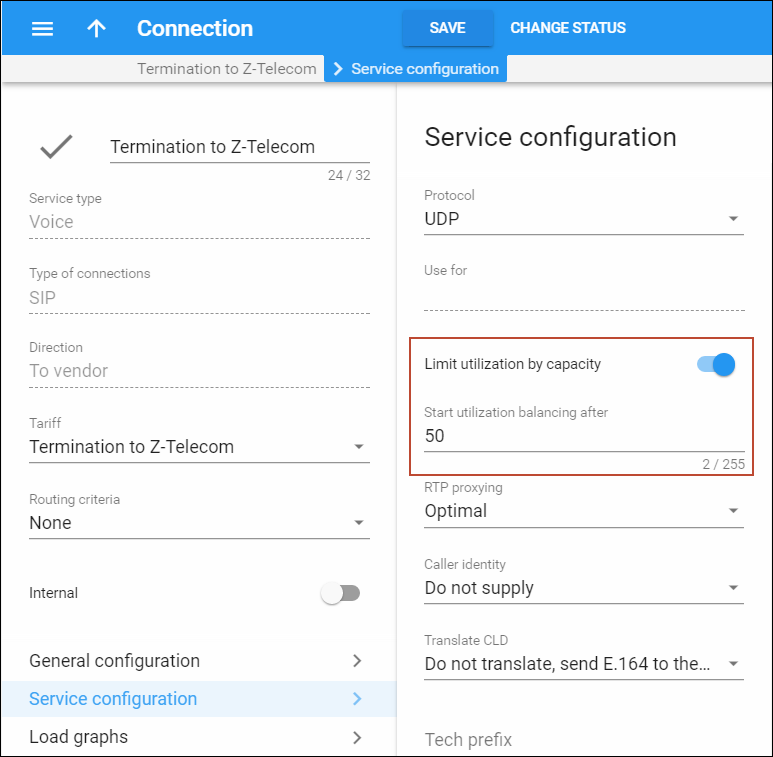 Connection
SAVE
CHANGE STATUS
Termination to Z-Telecom
Service configuration
Termination to Z-Telecom
24 / 32
Service type
Voice
Type of connections
SIP
Direction
To vendor
Tariff
Termination to Z-Telecom
Routing criteria
None
Internal
General configuration
Service configuration
Load graphs
Service configuration
Protocol
UDP
Use for
Limit utilization by capacity
Start utilization balancing after
50
2 / 255
RTP proxying
Optimal
Caller identity
Do not supply
Translate CLD
Do not translate, send E.164 to the...
Tech prefix